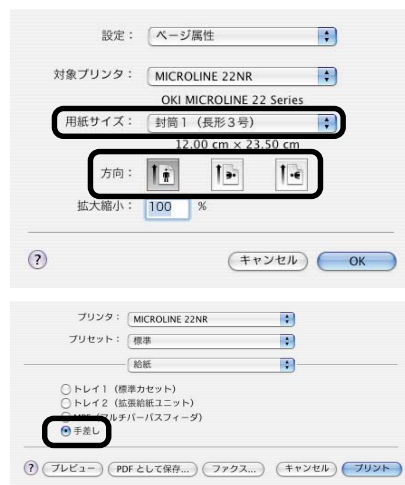 設定： ページ属性
対象プリンタ： MICROLINE 22NR
OKI MICROLINE 22 Series
用紙サイズ： 封筒1（長形3号）
12.00 cm × 23.50 cm
方向：
拡大縮小： 100 %
? キャンセル OK
プリンタ： MICROLINE 22NR
プリセット： 標準
給紙
トレイ1（標準カセット）
トレイ2（拡張給紙ユニット）
（マルチパーパスフィーダ）
手差し
? プレビュー PDF として保存... ファクス... キャンセル プリント